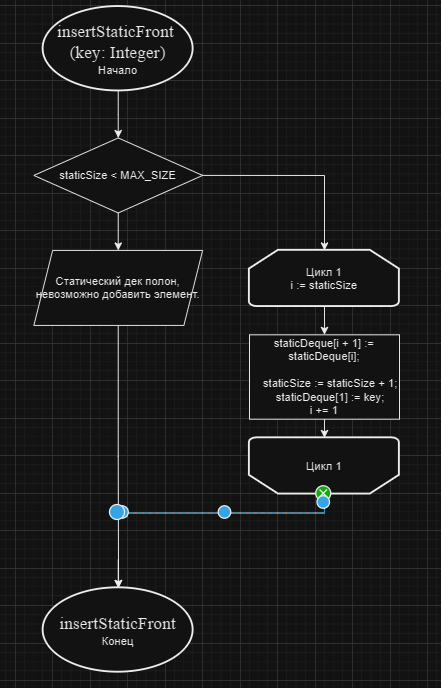 insertStaticFront
(key: Integer)
Начало
staticSize < MAX_SIZE
Статический дек полон,
невозможно добавить элемент.
Цикл 1
i := staticSize
staticDeque[i + 1] :=
staticDeque[i];
staticSize := staticSize + 1;
staticDeque[1] := key;
i += 1
Цикл 1
insertStaticFront
Конец